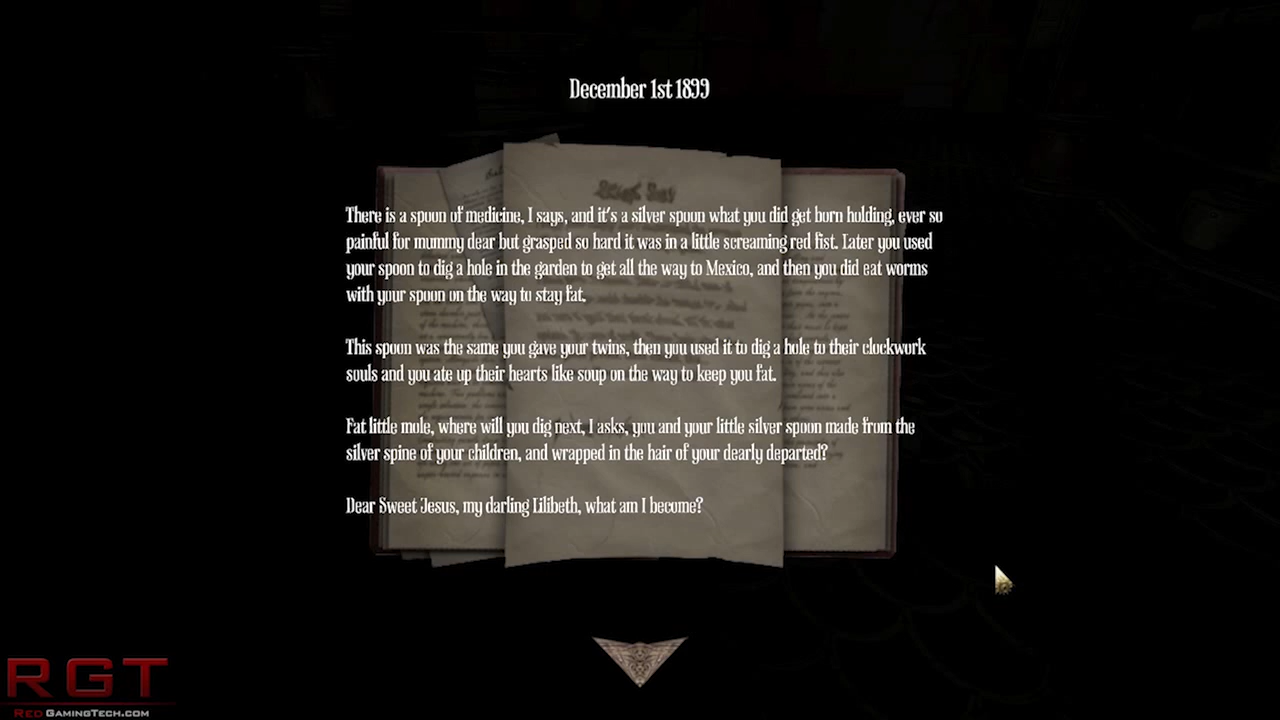 December 1st 1899
There is a spoon of medicine, I says, and it's a silver spoon what you did get born holding, ever so
painful for mummy dear but grasped so hard it was in a little screaming red fist. Later you used
your spoon to dig a hole in the garden to get all the way to Mexico, and then you did eat worms
with your spoon on the way to stay fat.
This spoon was the same you gave your twins, then you used it to dig a hole to their clockwork
souls and you ate up their hearts like soup on the way to keep you fat.
Fat little mole, where will you dig next, I asks, you and your little silver spoon made from the
silver spine of your children, and wrapped in the hair of your dearly departed?
Dear Sweet Jesus, my darling Lilibeth, what am I become?
RGT
RedGamingTech.com